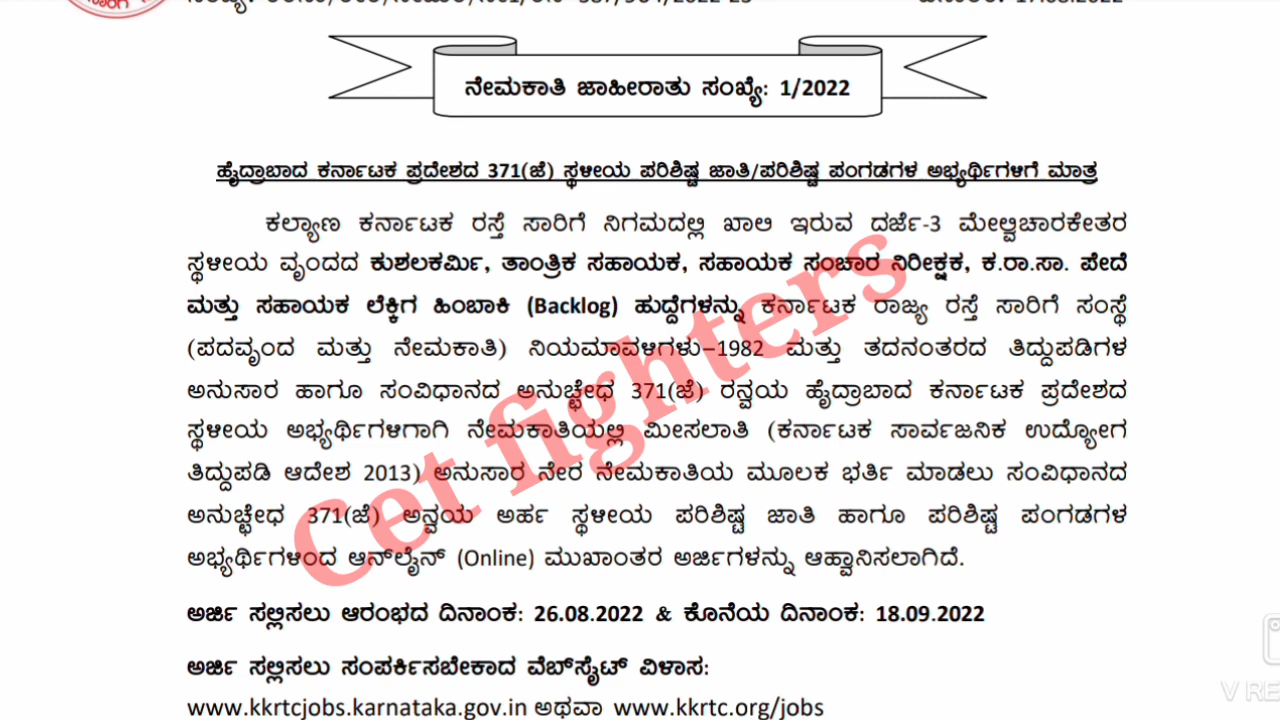 ನೇಮಕಾತಿ ಜಾಹೀರಾತು ಸಂಖ್ಯೆ: 1/2022
ಹೈದ್ರಾಬಾದ ಕರ್ನಾಟಕ ಪ್ರದೇಶದ 371(ಜೆ) ಸ್ಥಳೀಯ ಪರಿಶಿಷ್ಟ ಜಾತಿ/ಪರಿಶಿಷ್ಟ ಪಂಗಡಗಳ ಅಭ್ಯರ್ಥಿಗಳಿಗೆ ಮಾತ್ರ
ಕಲ್ಯಾಣ ಕರ್ನಾಟಕ ರಸ್ತೆ ಸಾರಿಗೆ ನಿಗಮದಲ್ಲಿ ಖಾಲಿ ಇರುವ ದರ್ಜೆ-3 ಮೇಲ್ವಿಚಾರಕೇತರ
ಸ್ಥಳೀಯ ವೃಂದದ ಕುಶಲಕರ್ಮಿ, ತಾಂತ್ರಿಕ ಸಹಾಯಕ, ಸಹಾಯಕ ಸಂಚಾರ ನಿರೀಕ್ಷಕ, ಕ.ರಾ.ಸಾ. ಪೇದೆ
ಮತ್ತು ಸಹಾಯಕ ಲೆಕ್ಕಿಗ ಹಿಂಬಾಕಿ (Backlog) ಹುದ್ದೆಗಳನ್ನು ಕರ್ನಾಟಕ ರಾಜ್ಯ ರಸ್ತೆ ಸಾರಿಗೆ ಸಂಸ್ಥೆ
(ಪದವೃಂದ ಮತ್ತು ನೇಮಕಾತಿ) ನಿಯಮಾವಳಿಗಳು–1982 ಮತ್ತು ತದನಂತರದ ತಿದ್ದುಪಡಿಗಳ
ಅನುಸಾರ ಹಾಗೂ ಸಂವಿಧಾನದ ಅನುಚ್ಛೇಧ 371(ಜೆ) ರನ್ವಯ ಹೈದ್ರಾಬಾದ ಕರ್ನಾಟಕ ಪ್ರದೇಶದ
ಸ್ಥಳೀಯ ಅಭ್ಯರ್ಥಿಗಳಿಗಾಗಿ ನೇಮಕಾತಿಯಲ್ಲಿ ಮೀಸಲಾತಿ (ಕರ್ನಾಟಕ ಸಾರ್ವಜನಿಕ ಉದ್ಯೋಗ
ತಿದ್ದುಪಡಿ ಆದೇಶ 2013) ಅನುಸಾರ ನೇರ ನೇಮಕಾತಿಯ ಮೂಲಕ ಭರ್ತಿ ಮಾಡಲು ಸಂವಿಧಾನದ
ಅನುಚ್ಛೇಧ 371(ಜೆ) ಅನ್ವಯ ಅರ್ಹ ಸ್ಥಳೀಯ ಪರಿಶಿಷ್ಟ ಜಾತಿ ಹಾಗೂ ಪರಿಶಿಷ್ಟ ಪಂಗಡಗಳ
ಅಭ್ಯರ್ಥಿಗಳಿಂದ ಆನ್‌ಲೈನ್ (Online) ಮುಖಾಂತರ ಅರ್ಜಿಗಳನ್ನು ಆಹ್ವಾನಿಸಲಾಗಿದೆ.
Cet fighters
ಅರ್ಜಿ ಸಲ್ಲಿಸಲು ಆರಂಭದ ದಿನಾಂಕ: 26.08.2022 & ಕೊನೆಯ ದಿನಾಂಕ: 18.09.2022
ಅರ್ಜಿ ಸಲ್ಲಿಸಲು ಸಂಪರ್ಕಿಸಬೇಕಾದ ವೆಬ್‌ಸೈಟ್ ವಿಳಾಸ:
www.kkrtcjobs.karnataka.gov.in ಅಥವಾ www.kkrtc.org/jobs